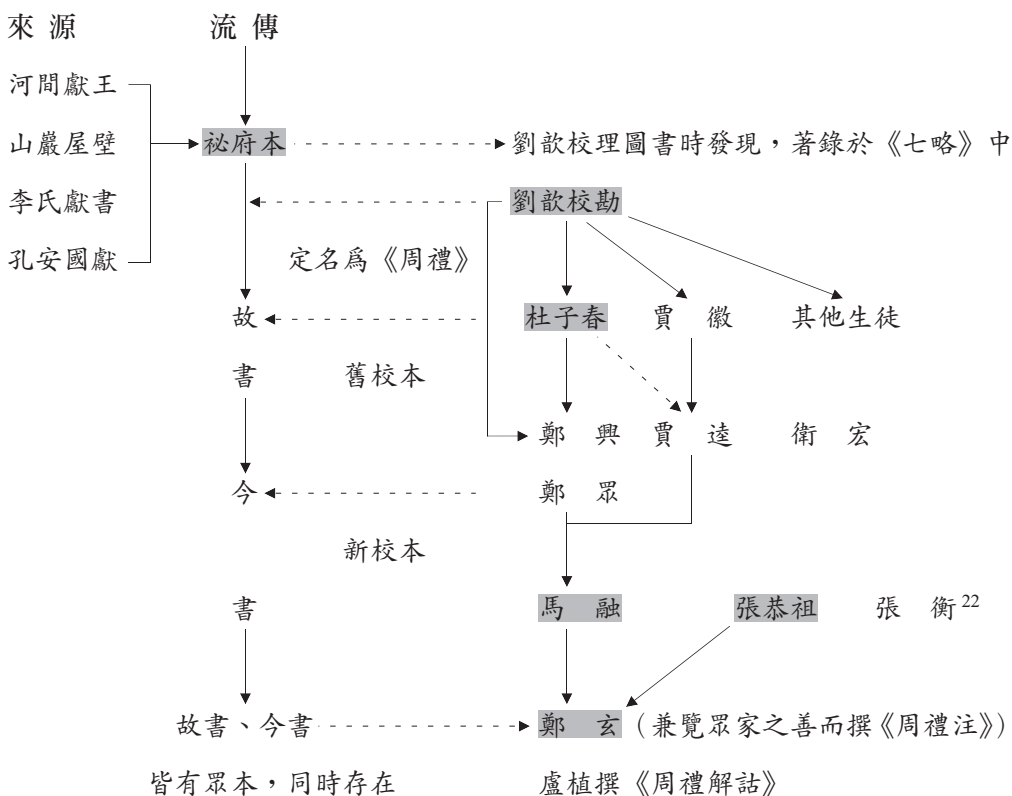 來源 流傳
河間獻王
山巖屋壁 祕府本 劉歆校理圖書時發現，著錄於《七略》中
李氏獻書 劉歆校勘
孔安國獻 定名爲《周禮》
故 杜子春 賈徽 其他生徒
書 舊校本
鄭興 賈逵 衛宏
今 鄭眾
新校本
書 馬融 張恭祖 張衡22
故書、今書 鄭玄（兼覽眾家之善而撰《周禮注》）
皆有眾本，同時存在 盧植撰《周禮解詁》